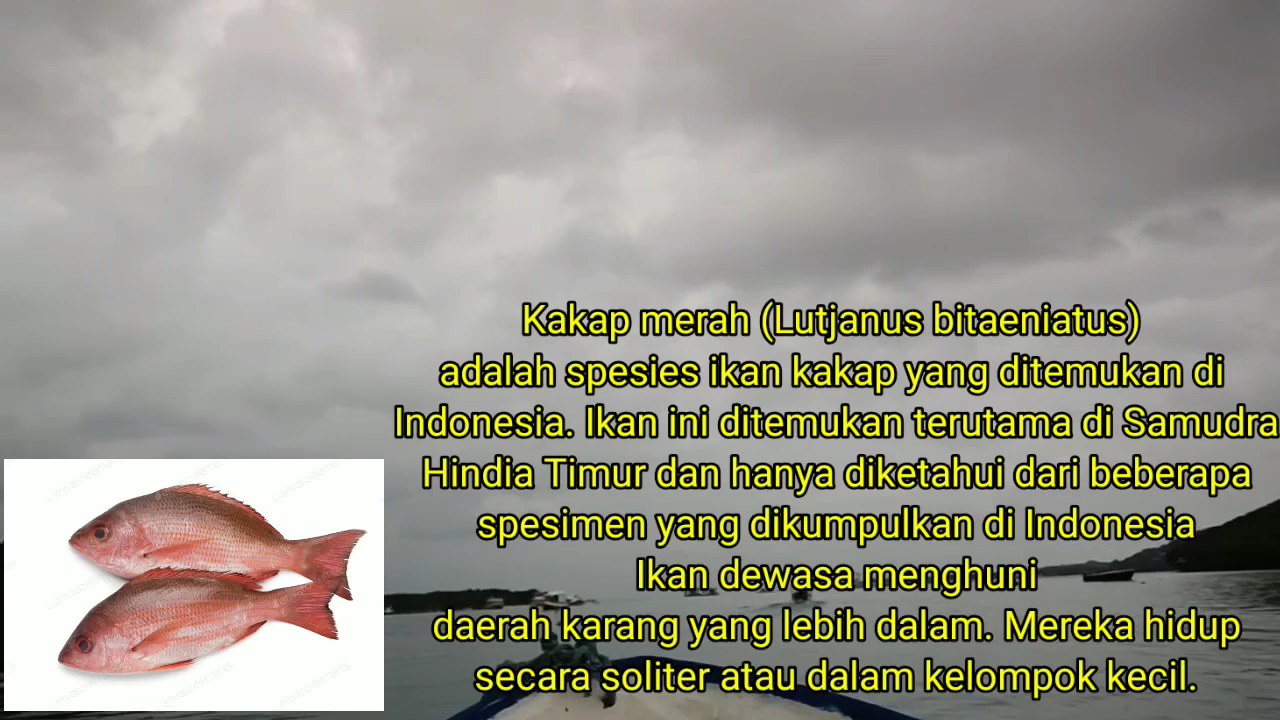 Kakap merah (Lutjanus bitaeniatus)
adalah spesies ikan kakap yang ditemukan di
Indonesia. Ikan ini ditemukan terutama di Samudra
Hindia Timur dan hanya diketahui dari beberapa
spesimen yang dikumpulkan di Indonesia
Ikan dewasa menghuni
daerah karang yang lebih dalam. Mereka hidup
secara soliter atau dalam kelompok kecil.